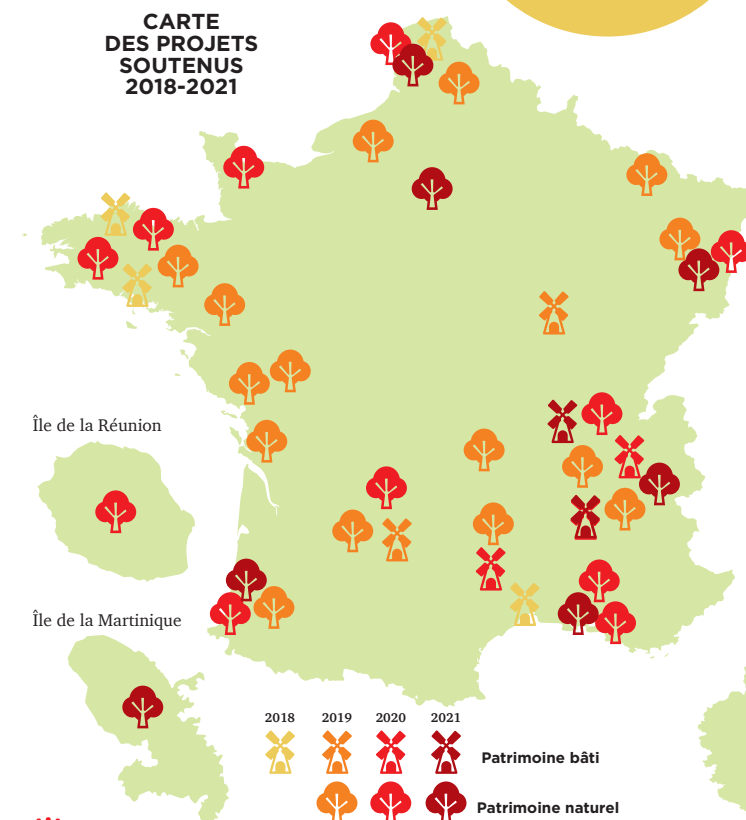 CARTE
DES PROJETS
SOUTENUS
2018-2021
Île de la Réunion
Île de la Martinique
2018 2019 2020 2021
Patrimoine bâti
Patrimoine naturel